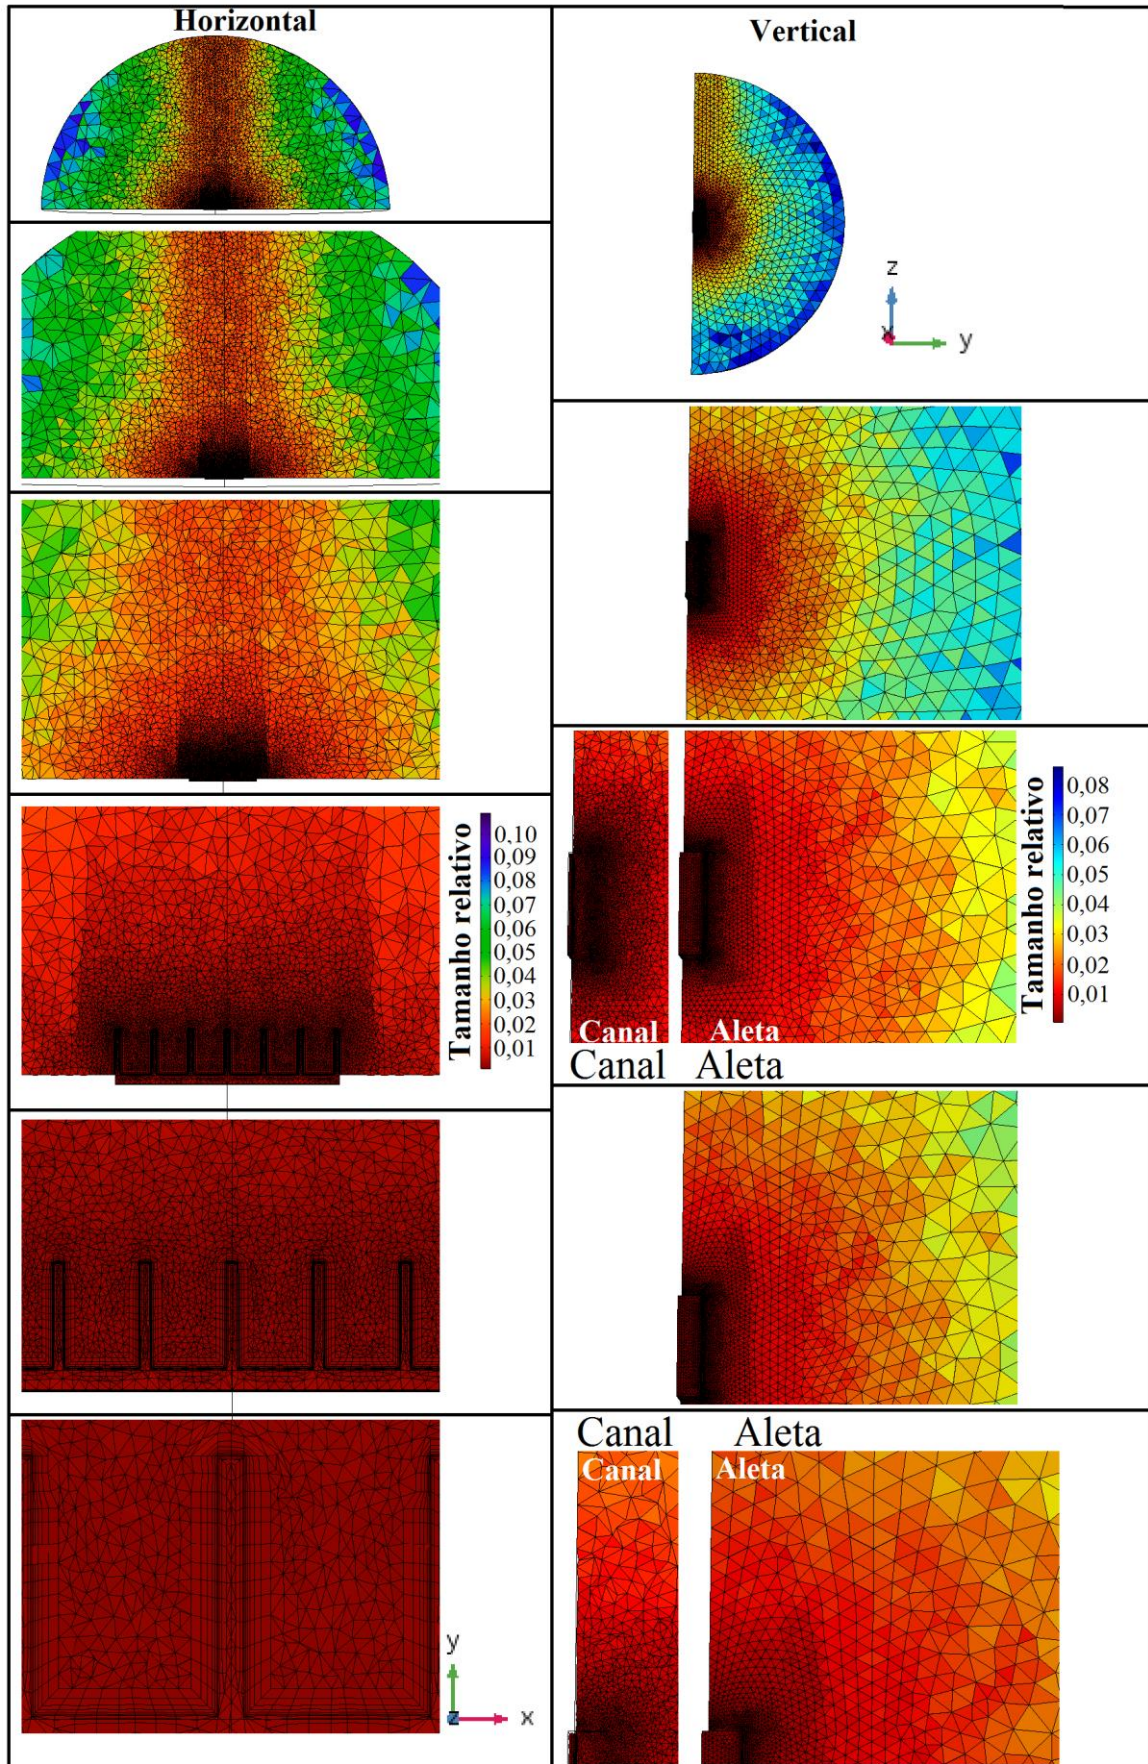 Horizontal
Tamanho relativo
0,10
0,09
0,08
0,07
0,06
0,05
0,04
0,03
0,02
0,01
y
z
x
Vertical
z
x
y
Tamanho relativo
0,08
0,07
0,06
0,05
0,04
0,03
0,02
0,01
Canal Aleta
Canal Aleta
Canal Aleta
Canal Aleta